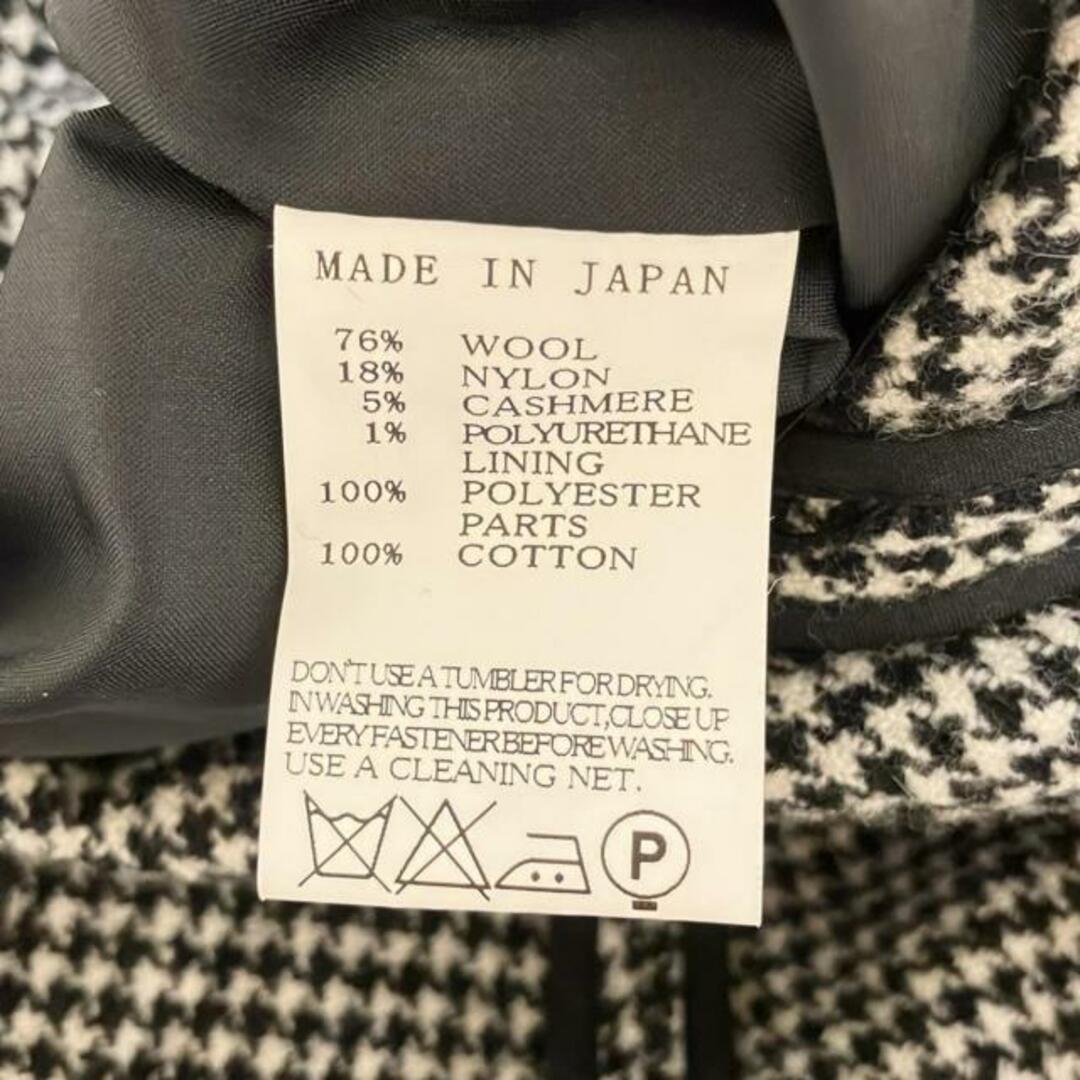 MADE IN JAPAN
76% WOOL
18% NYLON
5% CASHMERE
1% POLYURETHANE
LINING
100% POLYESTER
PARTS
100% COTTON
DON'T USE A TUMBLER FOR DRYING.
IN WASHING THIS PRODUCT,CLOSE UP
EVERY FASTENER BEFORE WASHING.
USE A CLEANING NET.
P